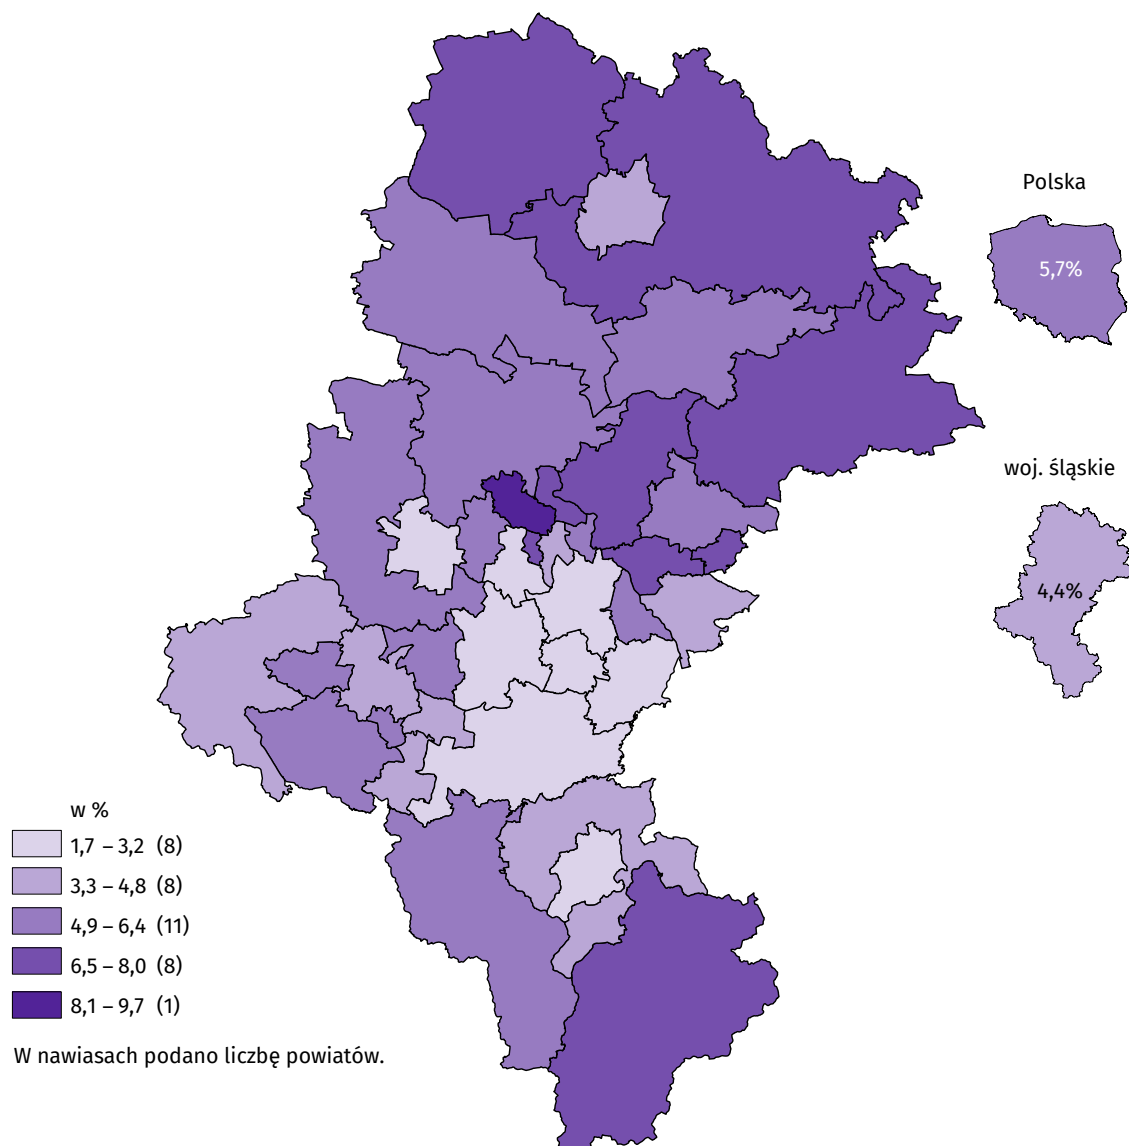 Polska
5,7%
woj. śląskie
4,4%
w %
1,7 – 3,2 (8)
3,3 – 4,8 (8)
4,9 – 6,4 (11)
6,5 – 8,0 (8)
8,1 – 9,7 (1)
W nawiasach podano liczbę powiatów.